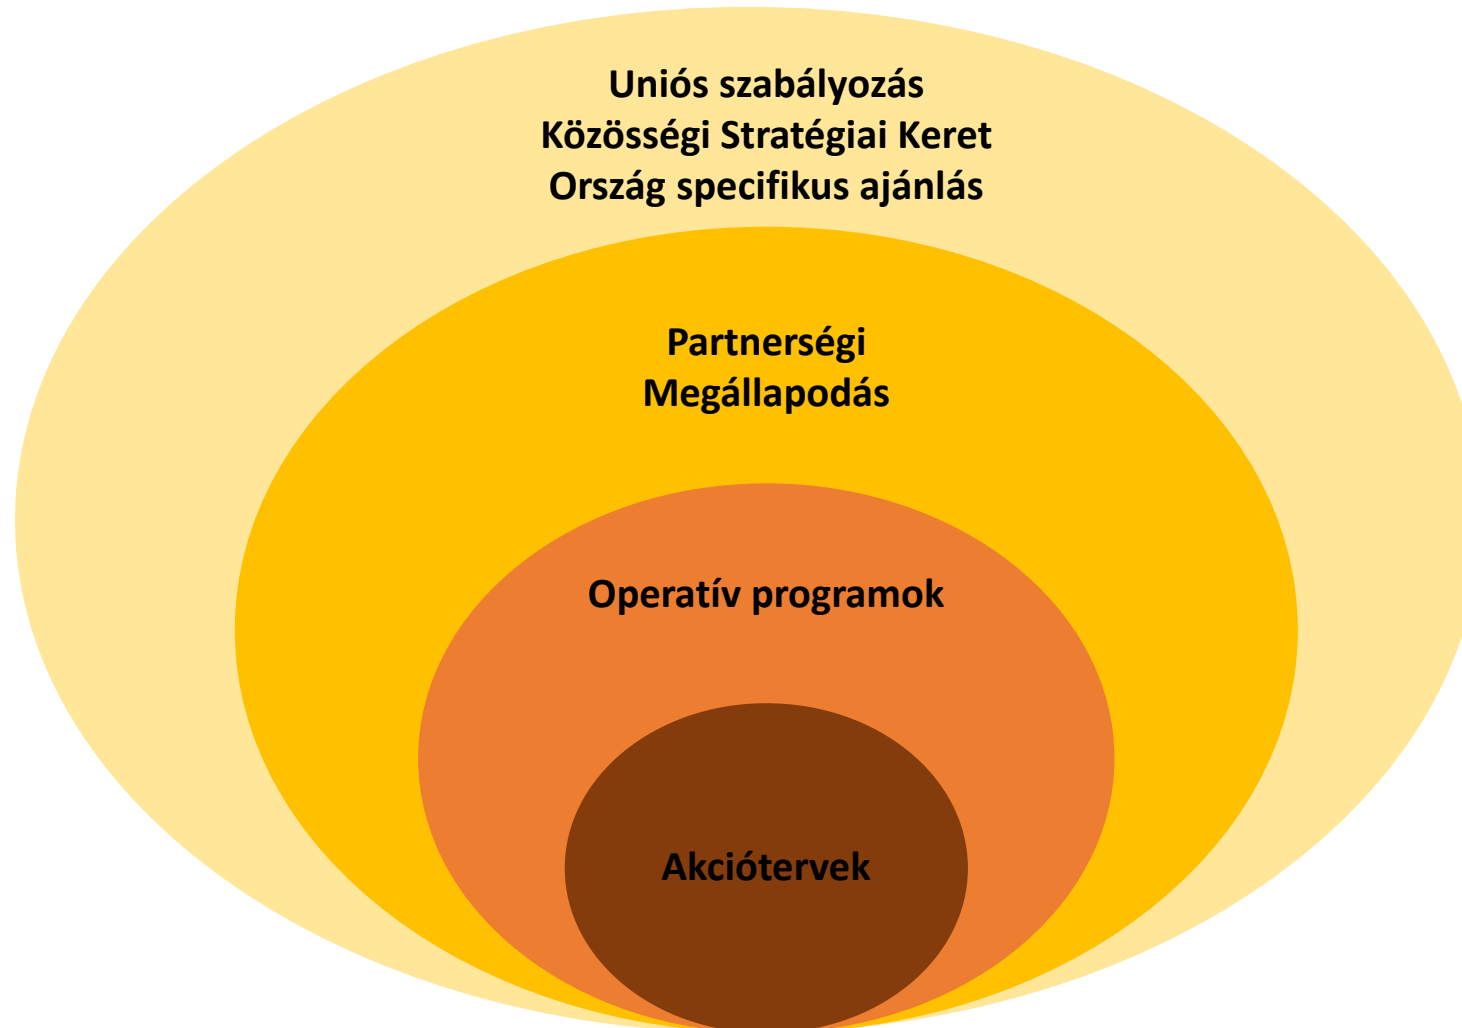 Uniós szabályozás
Közösségi Stratégiai Keret
Ország specifikus ajánlás
Partnerségi
Megállapodás
Operatív programok
Akciótervek